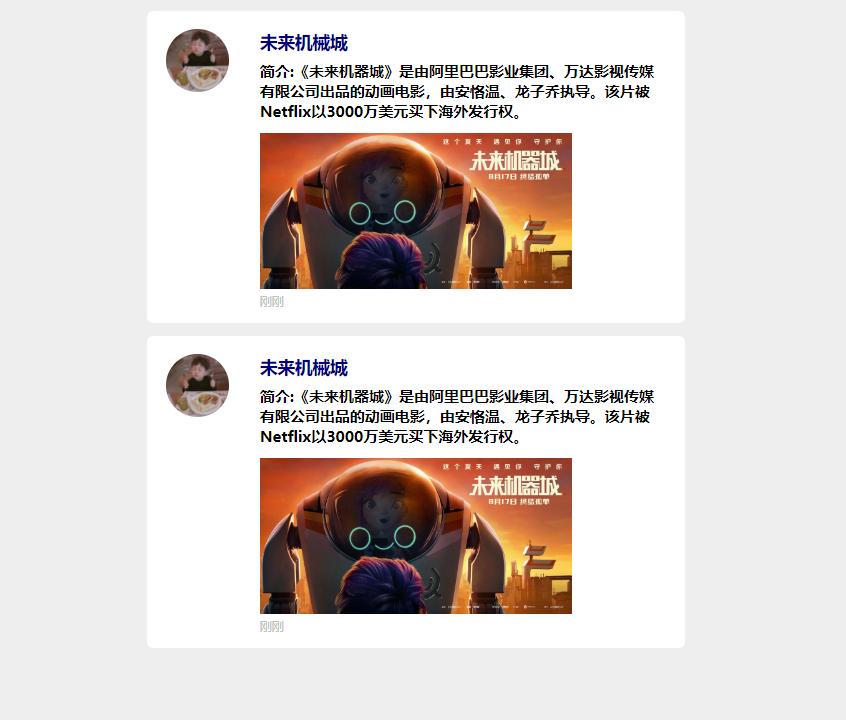 未来机械城
简介:《未来机器城》是由阿里巴巴影业集团、万达影视传媒
有限公司出品的动画电影，由安恪温、龙子乔执导。该片被
Netflix以3000万美元买下海外发行权。
这个夏天 遇见你 守护你
未来机器城
8月17日 终结孤单
刚刚
未来机械城
简介:《未来机器城》是由阿里巴巴影业集团、万达影视传媒
有限公司出品的动画电影，由安恪温、龙子乔执导。该片被
Netflix以3000万美元买下海外发行权。
这个夏天 遇见你 守护你
未来机器城
8月17日 终结孤单
刚刚